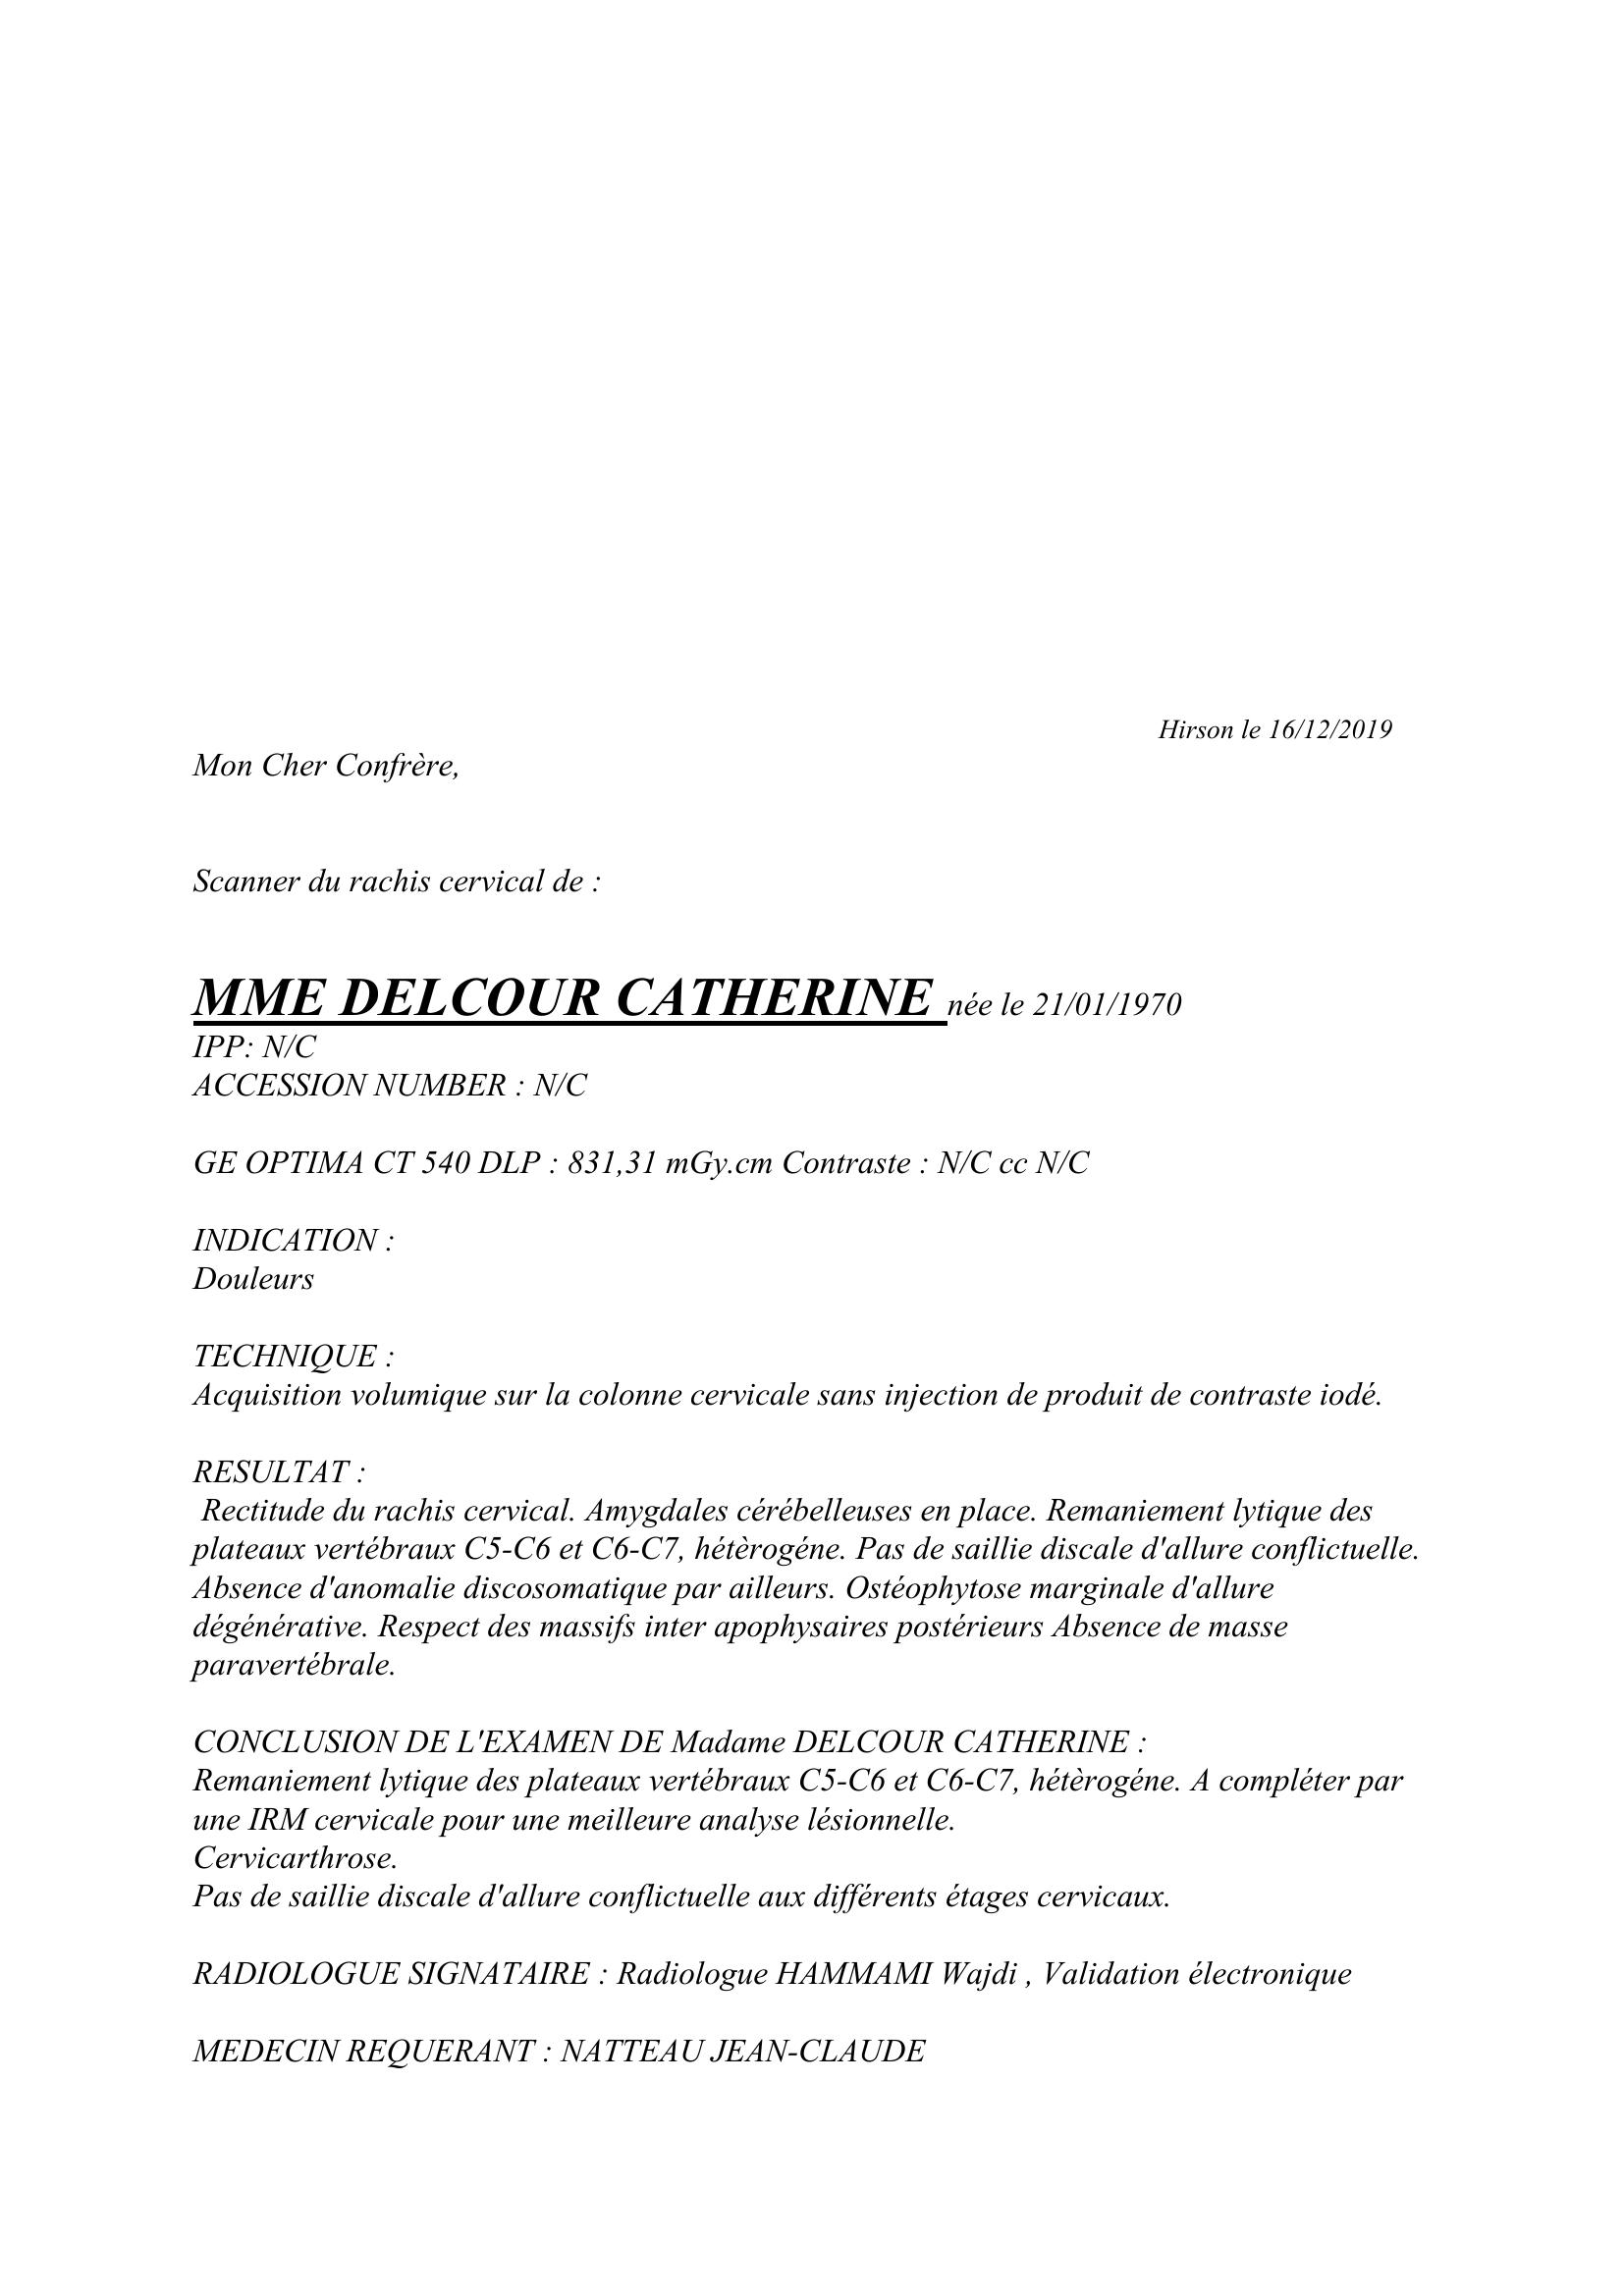 Hirson le 16/12/2019
Mon Cher Confrère,
Scanner du rachis cervical de :
MME DELCOUR CATHERINE née le 21/01/1970
IPP: N/C
ACCESSION NUMBER : N/C
GE OPTIMA CT 540 DLP : 831,31 mGy.cm Contraste : N/C cc N/C
INDICATION :
Douleurs
TECHNIQUE :
Acquisition volumique sur la colonne cervicale sans injection de produit de contraste iodé.
RESULTAT :
Rectitude du rachis cervical. Amygdales cérébelleuses en place. Remaniement lytique des
plateaux vertébraux C5-C6 et C6-C7, hétèrogéne. Pas de saillie discale d'allure conflictuelle.
Absence d'anomalie discosomatique par ailleurs. Ostéophytose marginale d'allure
dégénérative. Respect des massifs inter apophysaires postérieurs Absence de masse
paravertébrale.
CONCLUSION DE L'EXAMEN DE Madame DELCOUR CATHERINE :
Remaniement lytique des plateaux vertébraux C5-C6 et C6-C7, hétèrogéne. A compléter par
une IRM cervicale pour une meilleure analyse lésionnelle.
Cervicarthrose.
Pas de saillie discale d'allure conflictuelle aux différents étages cervicaux.
RADIOLOGUE SIGNATAIRE : Radiologue HAMMAMI Wajdi , Validation électronique
MEDECIN REQUERANT : NATTEAU JEAN-CLAUDE